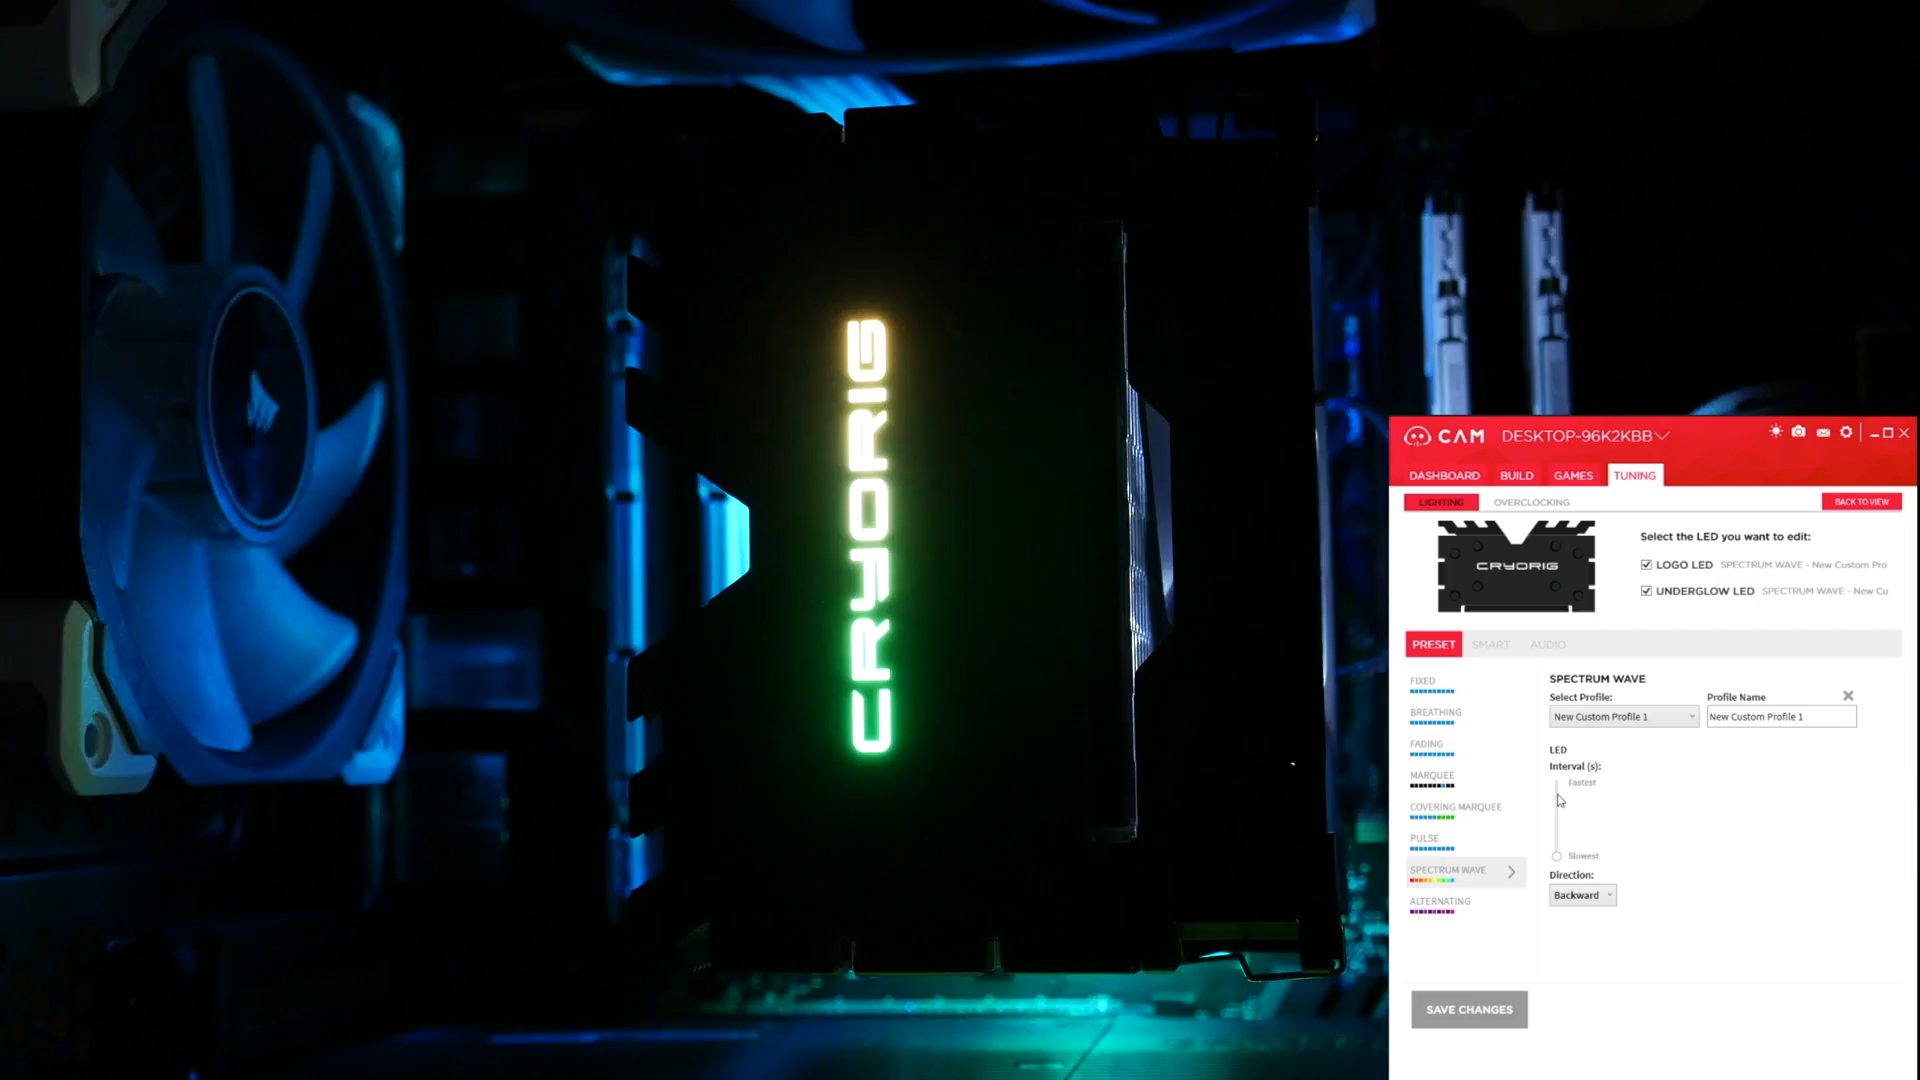 CRYORIG
CAM DESKTOP-96K2KBB
DASHBOARD BUILD GAMES TUNING
LIGHTING OVERCLOCKING BACK TO VIEW
CRYORIG
Select the LED you want to edit:
LOGO LED SPECTRUM WAVE - New Custom Pro
UNDERGLOW LED SPECTRUM WAVE - New Cu
PRESET SMART AUDIO
FIXED
BREATHING
FADING
MARQUEE
COVERING MARQUEE
PULSE
SPECTRUM WAVE
ALTERNATING
SPECTRUM WAVE
Select Profile: Profile Name
New Custom Profile 1 New Custom Profile 1
LED
Interval (s):
Fastest
Slowest
Direction:
Backward
SAVE CHANGES